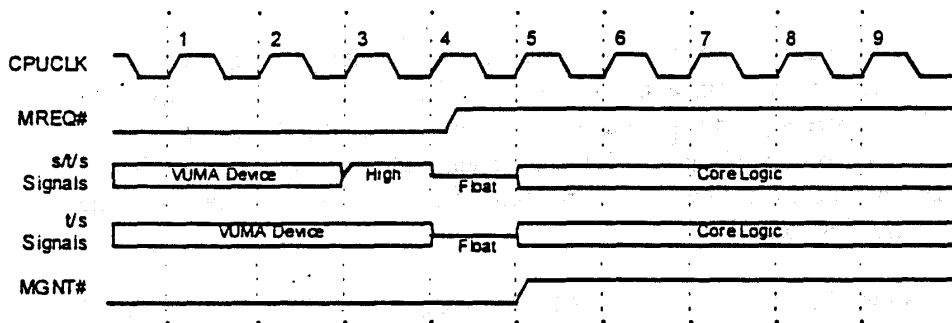 1 2 3 4 5 6 7 8 9
CPUCLK
MREQ#
s/t/s
Signals
VUMA Device High Float Core Logic
t/s
Signals
VUMA Device Float Core Logic
MGNT#